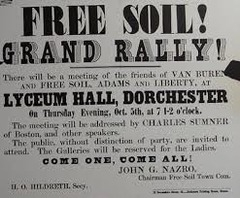 FREE SOIL!
GRAND RALLY!
There will be a meeting of the friends of VAN BUREN
AND FREE SOIL, ADAMS AND LIBERTY, AT
LYCEUM HALL, DORCHESTER
On Thursday Evening, Oct. 5th, at 7 1-2 o'clock.
The meeting will be addressed by CHARLES SUMNER
of Boston, and other speakers.
The public, without distinction of party, are invited to
attend. The Galleries will be reserved for the Ladies.
COME ONE, COME ALL!
JOHN G. NAZRO,
Chairman Free Soil Town Com.
H. O. HILDRETH, Secy.